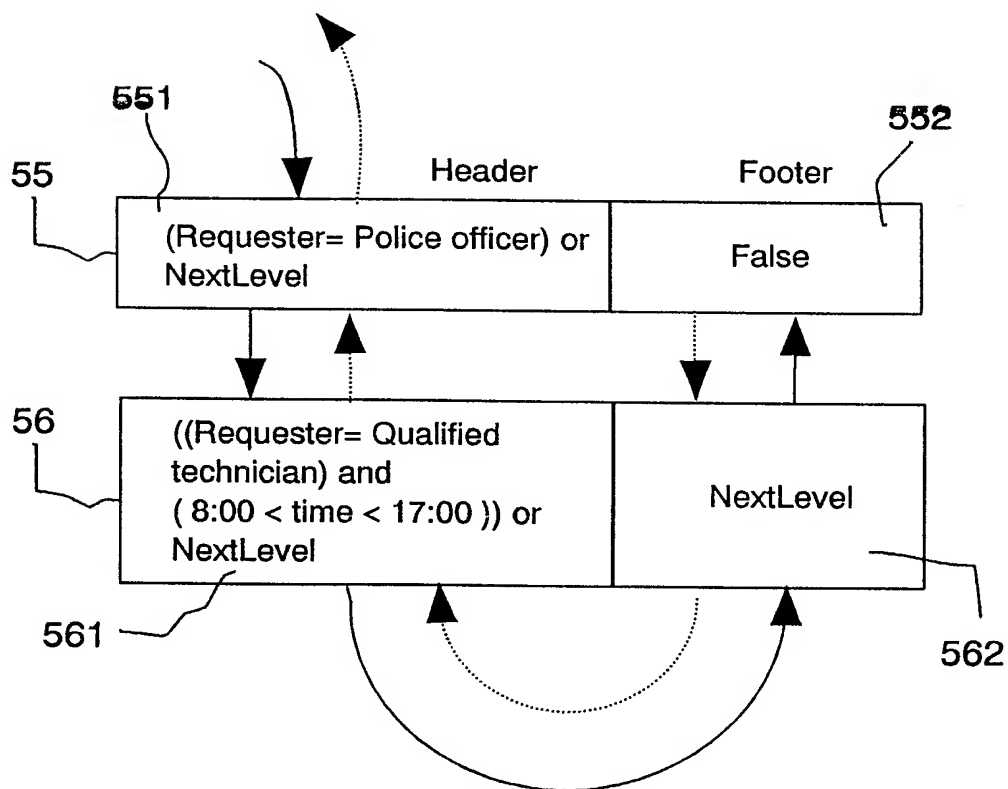 551
552
55
Header
Footer
(Requester= Police officer) or
NextLevel
False
56
((Requester= Qualified
technician) and
( 8:00 < time < 17:00 )) or
NextLevel
NextLevel
561
562